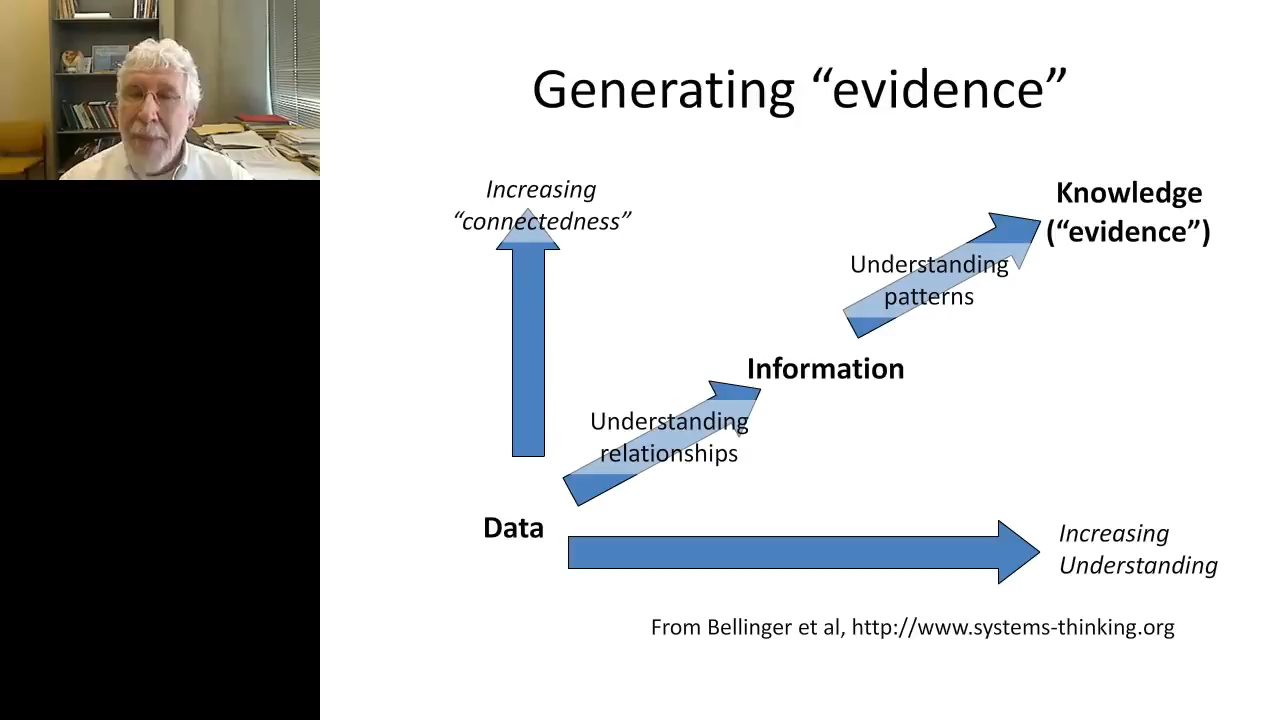 Generating “evidence”
Increasing
“connectedness”
Knowledge
(“evidence”)
Understanding
patterns
Information
Understanding
relationships
Data
Increasing
Understanding
From Bellinger et al, http://www.systems-thinking.org